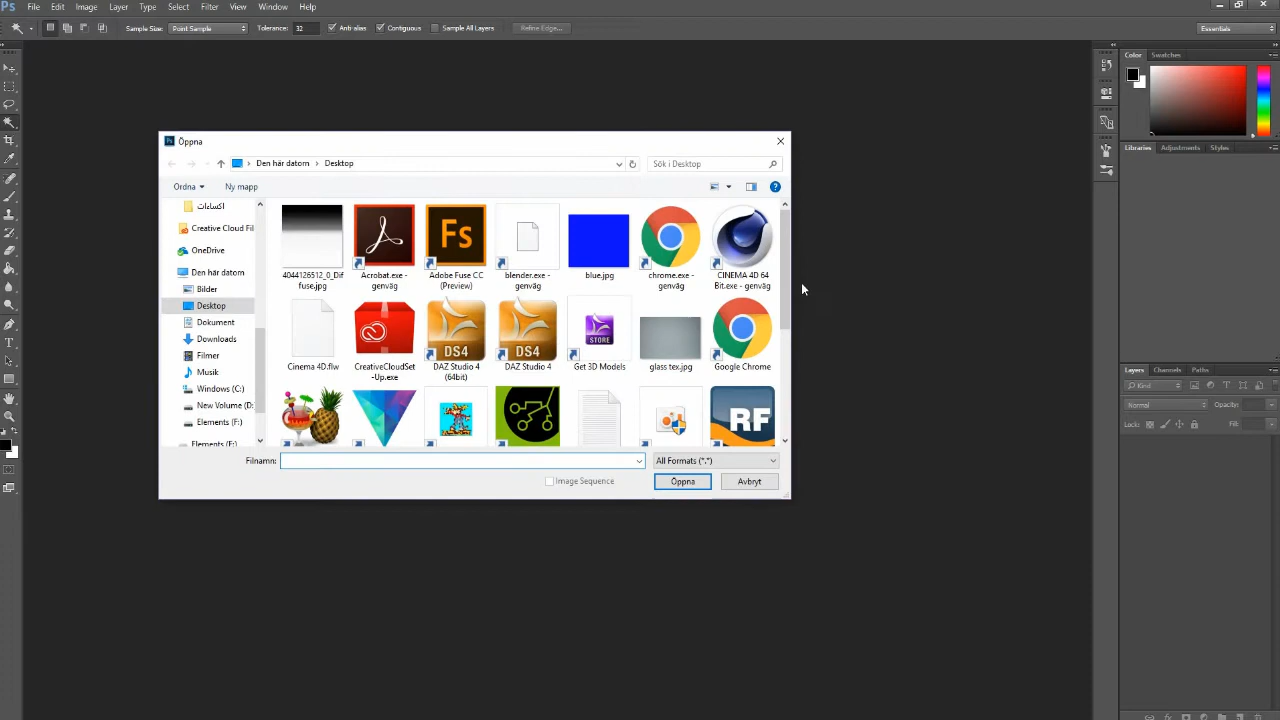 Ps File Edit Image Layer Type Select Filter View Window Help
Sample Size: Point Sample Tolerance: 32 Anti-alias Contiguous Sample All Layers Refine Edge... Essentials
Color Swatches
Libraries Adjustments Styles
Layers Channels Paths
Kind
Normal Opacity:
Lock: Fill:
Öppna
Den här datorn > Desktop
Sök i Desktop
Ordna Ny mapp
اكساءات
Creative Cloud Fil
OneDrive
Den här datorn
Bilder
Desktop
Dokument
Downloads
Filmer
Musik
Windows (C:)
New Volume (D:
Elements (F:)
Elements (F:)
Fs
4044126512_0_Dif Acrobat.exe - Adobe Fuse CC blender.exe - blue.jpg chrome.exe - CINEMA 4D 64
fuse.jpg genväg (Preview) genväg genväg Bit.exe - genväg
DS4 DS4 STORE
Cinema 4D.flw CreativeCloudSet DAZ Studio 4 DAZ Studio 4 Get 3D Models glass tex.jpg Google Chrome
-Up.exe (64bit)
RF
Filnamn: All Formats (*.*)
Image Sequence Öppna Avbryt